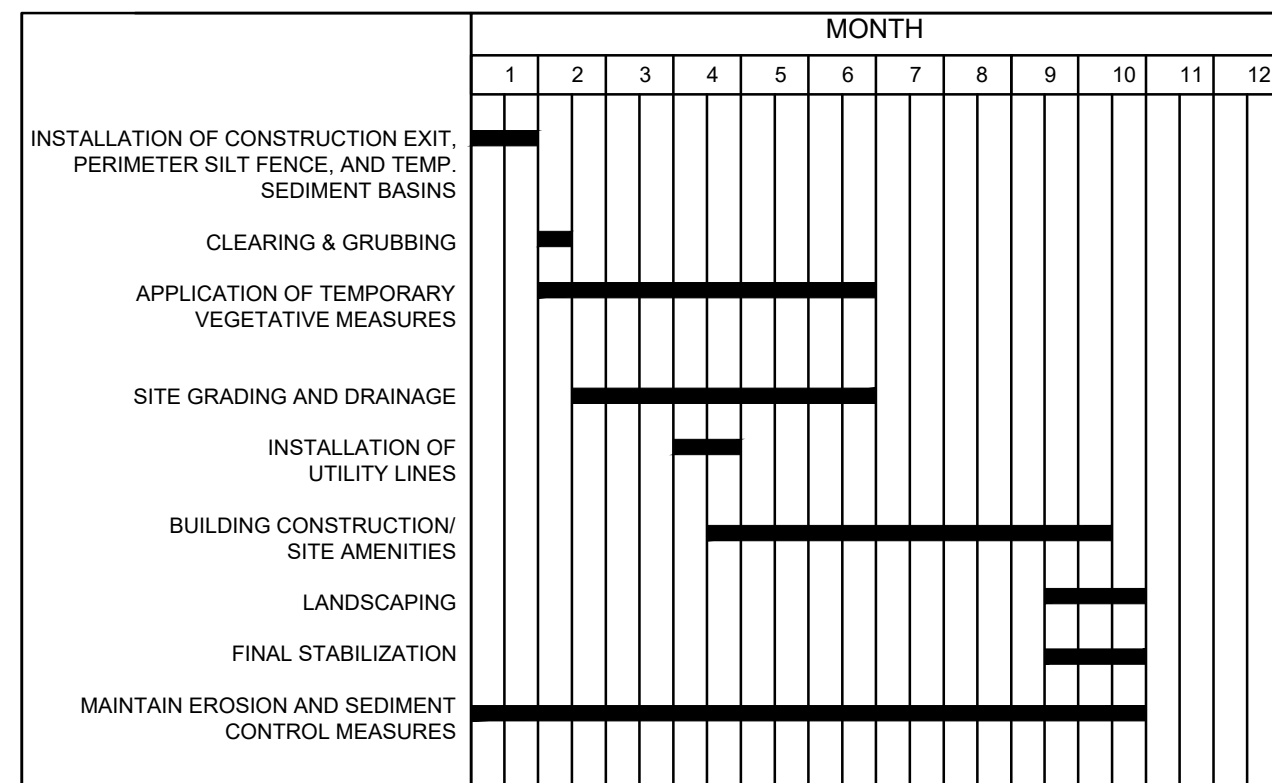 MONTH
1 2 3 4 5 6 7 8 9 10 11 12
INSTALLATION OF CONSTRUCTION EXIT,
PERIMETER SILT FENCE, AND TEMP.
SEDIMENT BASINS
CLEARING & GRUBBING
APPLICATION OF TEMPORARY
VEGETATIVE MEASURES
SITE GRADING AND DRAINAGE
INSTALLATION OF
UTILITY LINES
BUILDING CONSTRUCTION/
SITE AMENITIES
LANDSCAPING
FINAL STABILIZATION
MAINTAIN EROSION AND SEDIMENT
CONTROL MEASURES